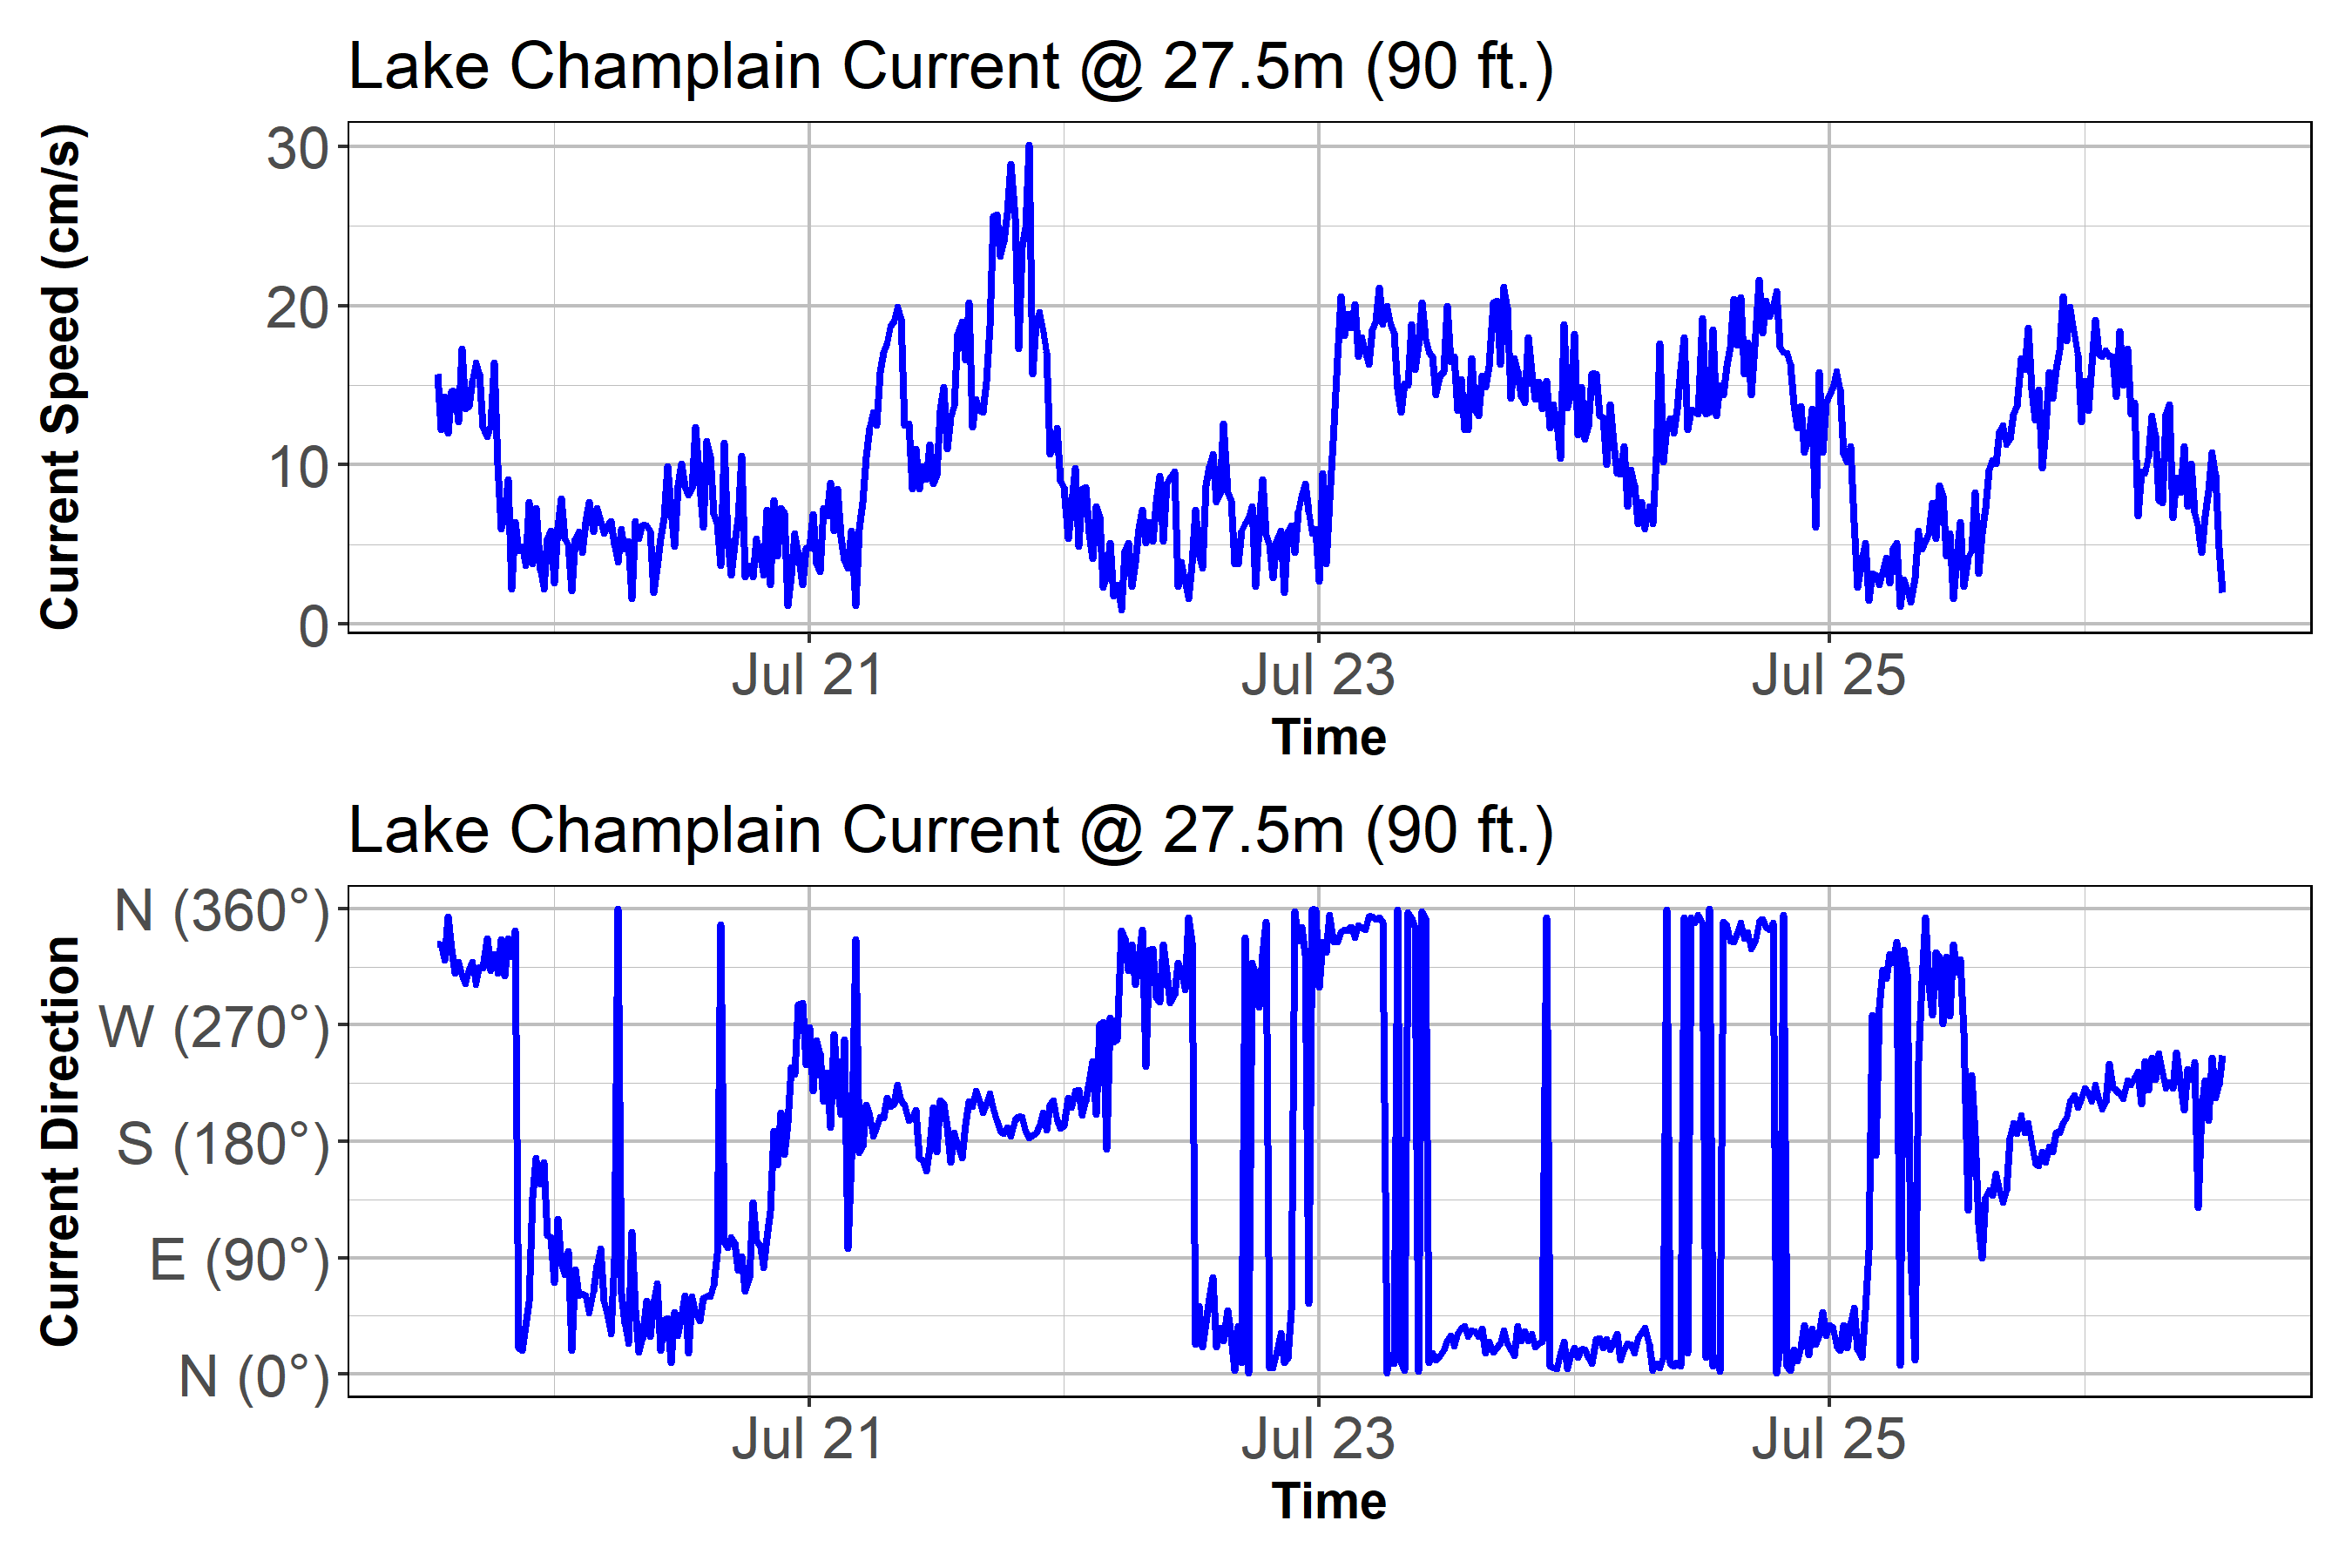 Lake Champlain Current @ 27.5m (90 ft.)
Current Speed (cm/s)
30
20
10
0
Jul 21
Jul 23
Jul 25
Time
Lake Champlain Current @ 27.5m (90 ft.)
Current Direction
N (360°)
W (270°)
S (180°)
E (90°)
N (0°)
Jul 21
Jul 23
Jul 25
Time